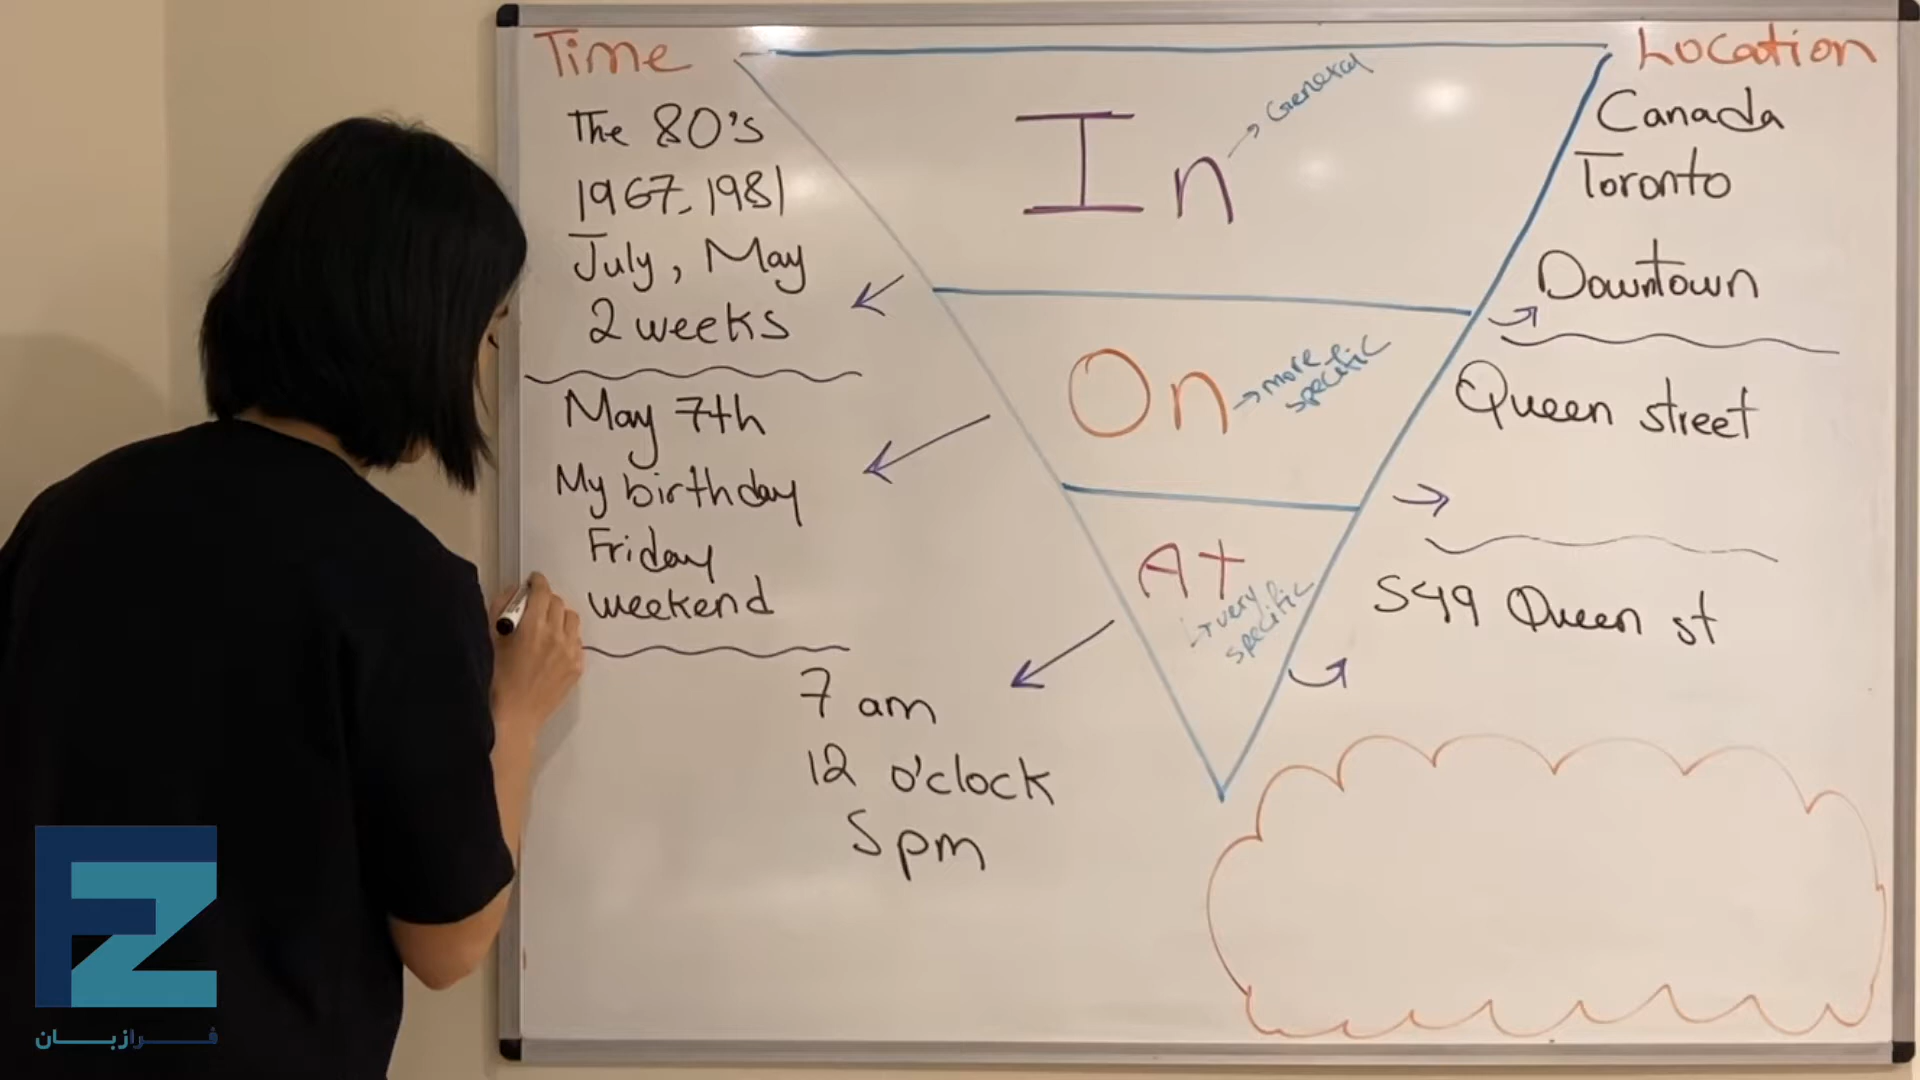 Time
The 80's
1967-1981
July, May
2 weeks
May 7th
My birthday
Friday
weekend
7 am
12 o'clock
5 pm
In
→ General
On
→ more
specific
At
↳ very
specific
Location
Canada
Toronto
Downtown
Queen street
549 Queen st
FZ
فرازبان